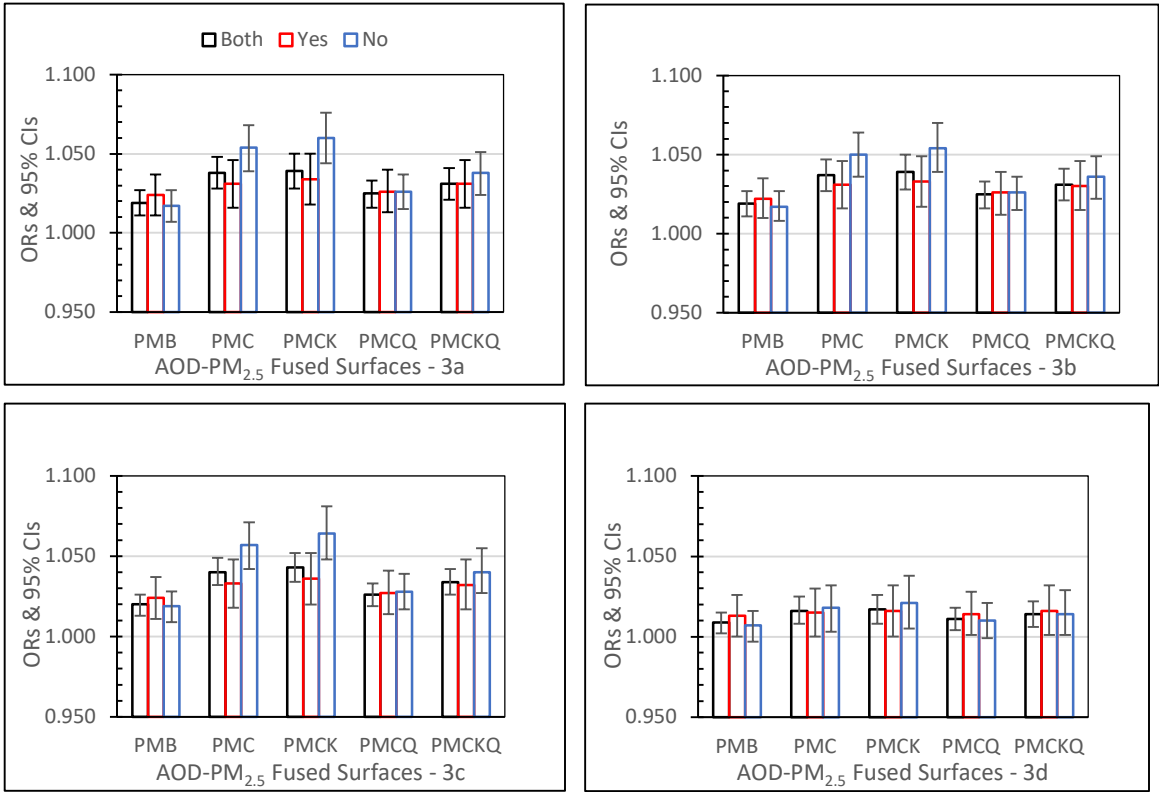 Both Yes No
ORs & 95% CIs
1.100
1.050
1.000
0.950
PMB PMC PMCK PMCQ PMCKQ
AOD-PM2.5 Fused Surfaces - 3a
ORs & 95% CIs
1.100
1.050
1.000
0.950
PMB PMC PMCK PMCQ PMCKQ
AOD-PM2.5 Fused Surfaces - 3b
ORs & 95% CIs
1.100
1.050
1.000
0.950
PMB PMC PMCK PMCQ PMCKQ
AOD-PM2.5 Fused Surfaces - 3c
ORs & 95% CIs
1.100
1.050
1.000
0.950
PMB PMC PMCK PMCQ PMCKQ
AOD-PM2.5 Fused Surfaces - 3d